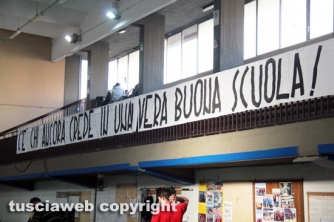 C'È CHI ANCORA CREDE IN UNA VERA BUONA SCUOLA!
tusciaweb copyright ©